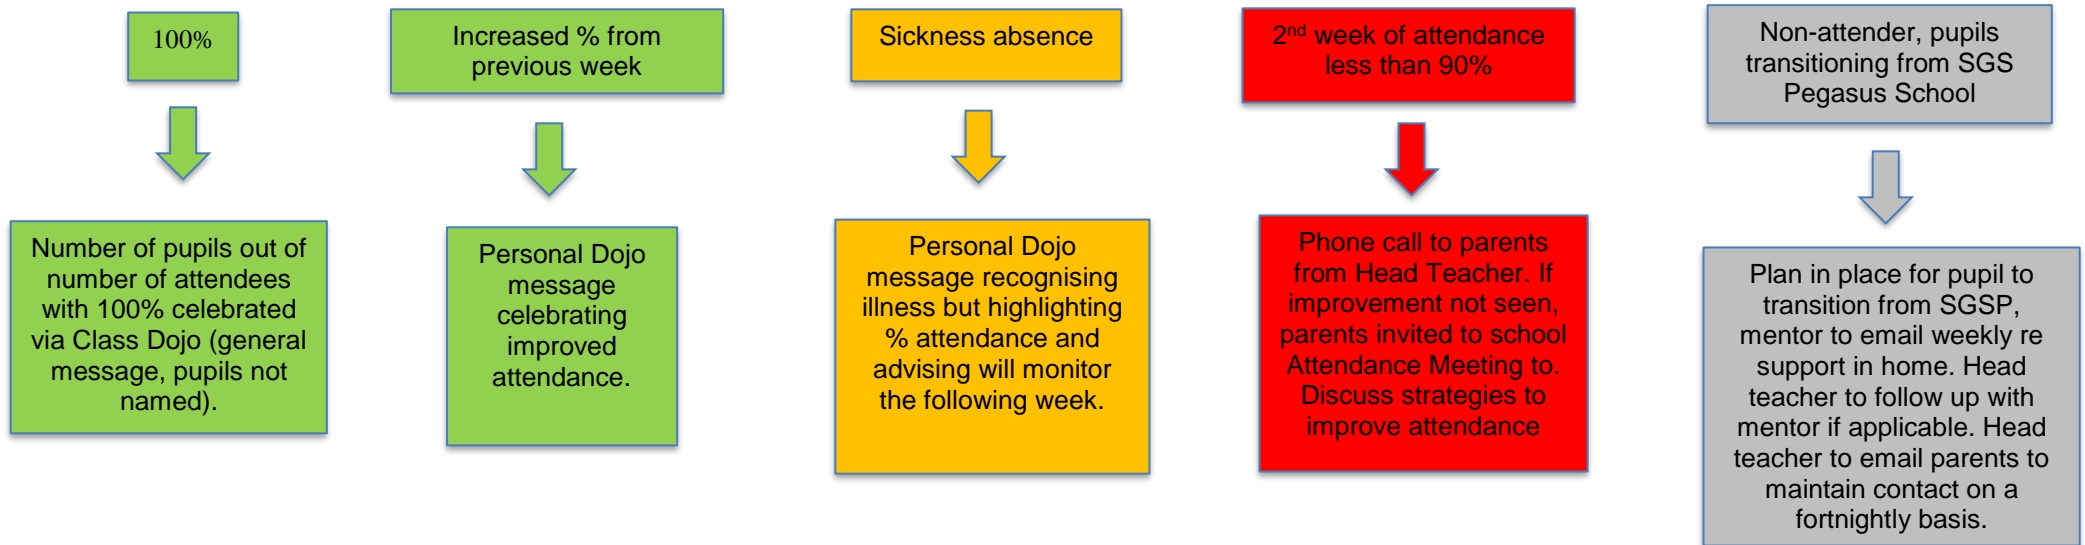 100%
Increased % from
previous week
Sickness absence
2nd week of attendance
less than 90%
Non-attender, pupils
transitioning from SGS
Pegasus School
Number of pupils out of
number of attendees
with 100% celebrated
via Class Dojo (general
message, pupils not
named).
Personal Dojo
message
celebrating
improved
attendance.
Personal Dojo
message recognising
illness but highlighting
% attendance and
advising will monitor
the following week.
Phone call to parents
from Head Teacher. If
improvement not seen,
parents invited to school
Attendance Meeting to.
Discuss strategies to
improve attendance
Plan in place for pupil to
transition from SGSP,
mentor to email weekly re
support in home. Head
teacher to follow up with
mentor if applicable. Head
teacher to email parents to
maintain contact on a
fortnightly basis.